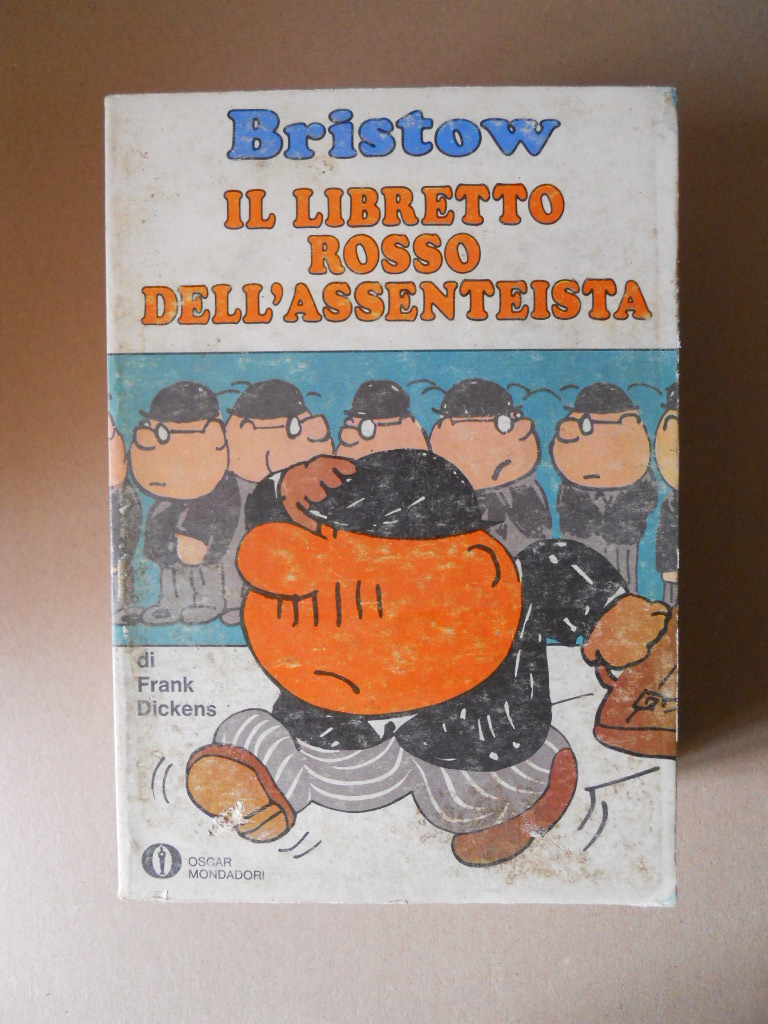 Bristow
IL LIBRETTO
ROSSO
DELL'ASSENTEISTA
di
Frank
Dickens
OSCAR
MONDADORI